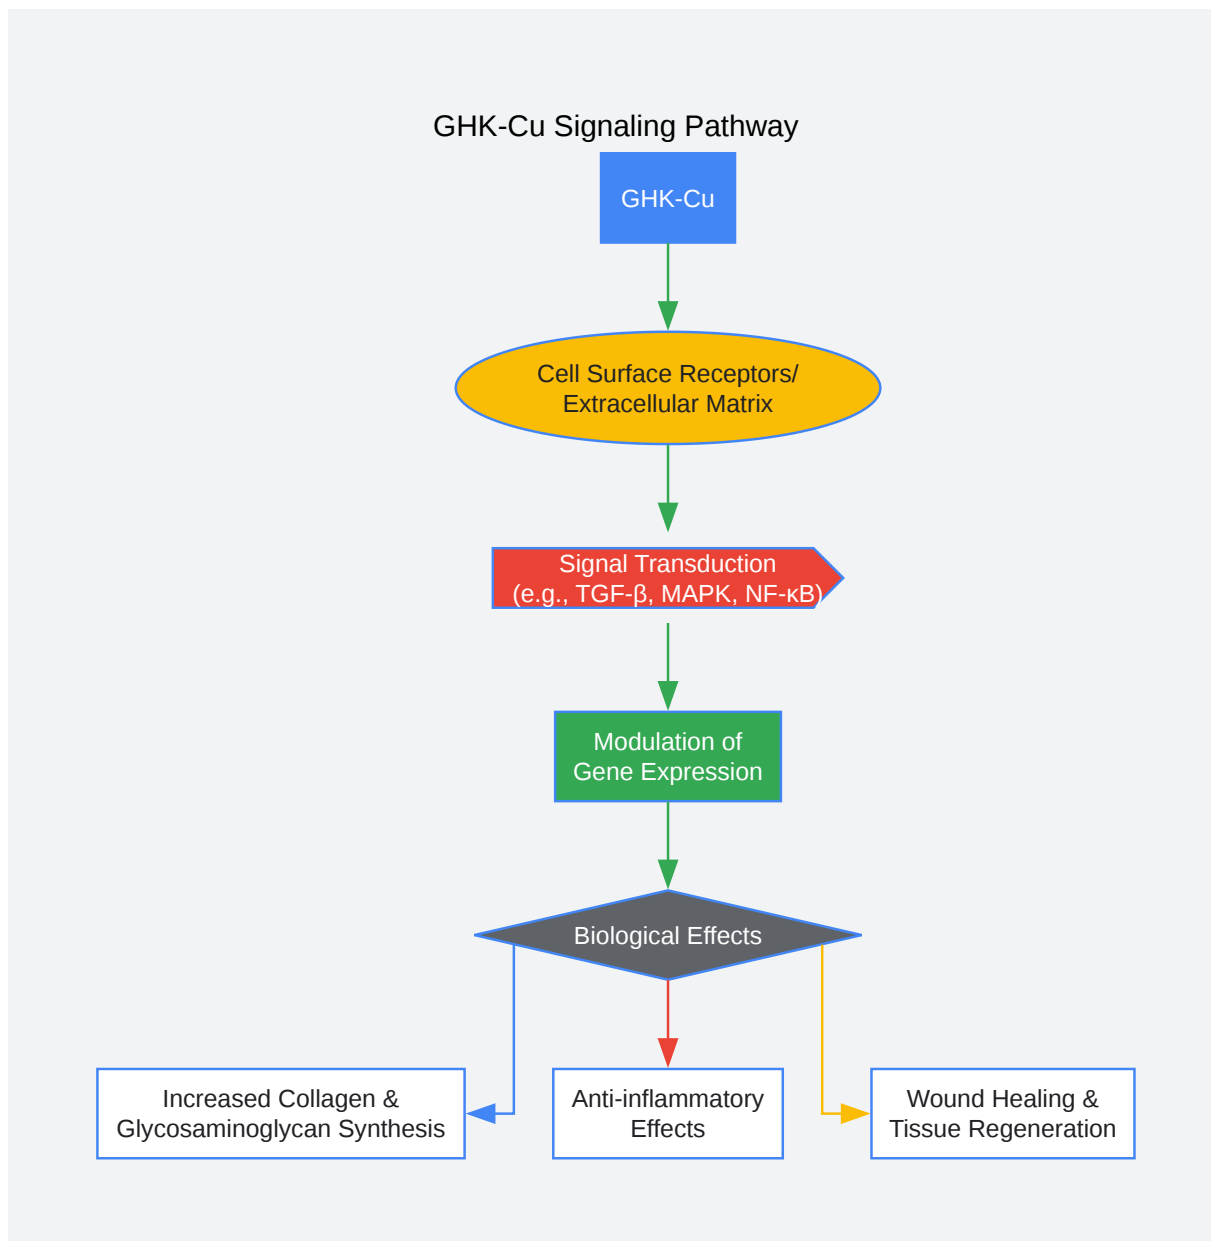 GHK-Cu Signaling Pathway
GHK-Cu
Cell Surface Receptors/
Extracellular Matrix
Signal Transduction
(e.g., TGF-β, MAPK, NF-κB)
Modulation of
Gene Expression
Biological Effects
Increased Collagen &
Glycosaminoglycan Synthesis
Anti-inflammatory
Effects
Wound Healing &
Tissue Regeneration